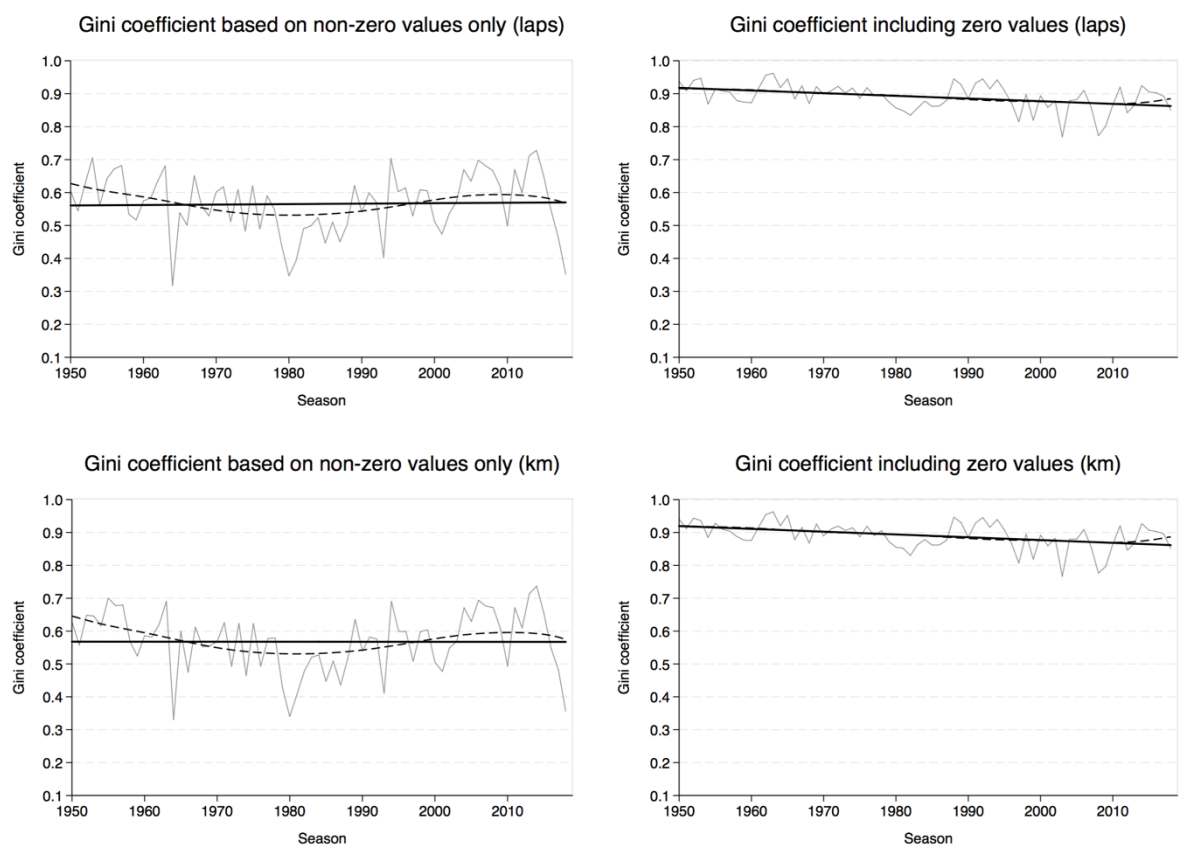 Gini coefficient based on non-zero values only (laps)
1.0
0.9
0.8
0.7
0.6
0.5
0.4
0.3
0.2
0.1
Gini coefficient
1950 1960 1970 1980 1990 2000 2010
Season
Gini coefficient including zero values (laps)
1.0
0.9
0.8
0.7
0.6
0.5
0.4
0.3
0.2
0.1
Gini coefficient
1950 1960 1970 1980 1990 2000 2010
Season
Gini coefficient based on non-zero values only (km)
1.0
0.9
0.8
0.7
0.6
0.5
0.4
0.3
0.2
0.1
Gini coefficient
1950 1960 1970 1980 1990 2000 2010
Season
Gini coefficient including zero values (km)
1.0
0.9
0.8
0.7
0.6
0.5
0.4
0.3
0.2
0.1
Gini coefficient
1950 1960 1970 1980 1990 2000 2010
Season